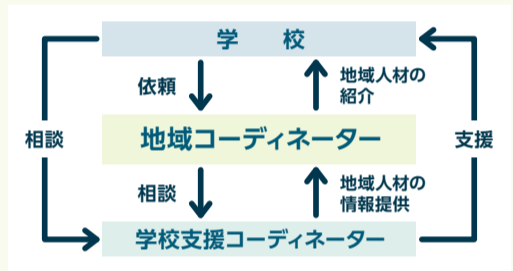 学　校
依頼
地域人材の
紹介
相談
地域コーディネーター
支援
相談
地域人材の
情報提供
学校支援コーディネーター